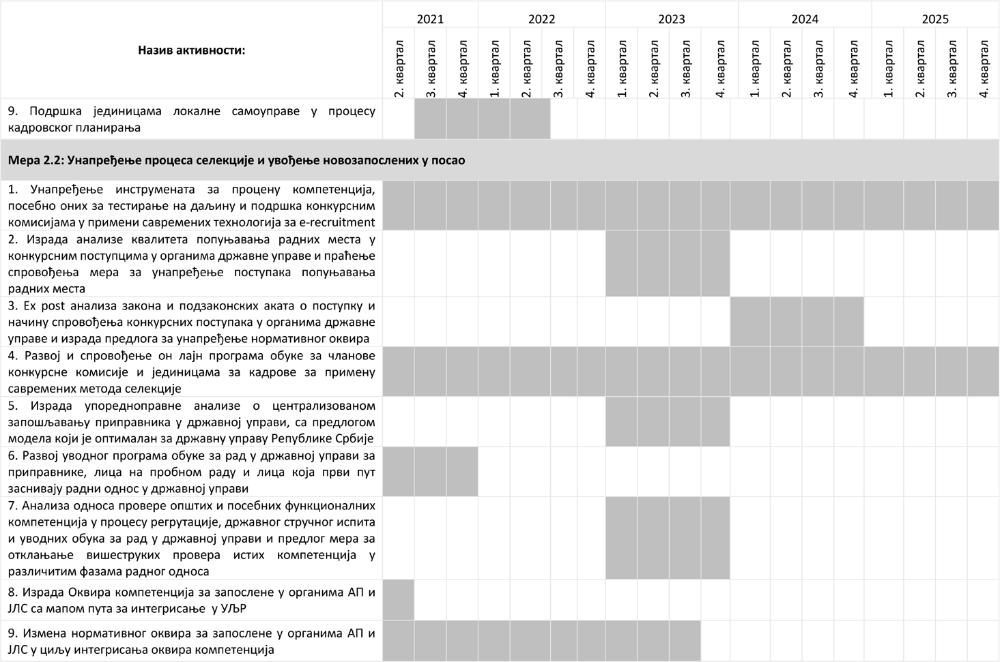 2021 2022 2023 2024 2025
Назив активности:
2. квартал 3. квартал 4. квартал 1. квартал 2. квартал 3. квартал 4. квартал 1. квартал 2. квартал 3. квартал 4. квартал 1. квартал 2. квартал 3. квартал 4. квартал 1. квартал 2. квартал 3. квартал 4. квартал
9. Подршка јединицама локалне самоуправе у процесу
кадровског планирања
Мера 2.2: Унапређење процеса селекције и увођење новозапослених у посао
1. Унапређење инструмената за процену компетенција,
посебно оних за тестирање на даљину и подршка конкурсним
комисијама у примени савремених технологија за e-recruitment
2. Израда анализе квалитета попуњавања радних места у
конкурсним поступцима у органима државне управе и праћење
спровођења мера за унапређење поступака попуњавања
радних места
3. Ex post анализа закона и подзаконских аката о поступку и
начину спровођења конкурсних поступака у органима државне
управе и израда предлога за унапређење нормативног оквира
4. Развој и спровођење он лајн програма обуке за чланове
конкурсне комисије и јединицама за кадрове за примену
савремених метода селекције
5. Израда упоредноправне анализе о централизованом
запошљавању приправника у државној управи, са предлогом
модела који је оптималан за државну управу Републике Србије
6. Развој уводног програма обуке за рад у државној управи за
приправнике, лица на пробном раду и лица која први пут
заснивају радни однос у државној управи
7. Анализа односа провере општих и посебних функционалних
компетенција у процесу регрутације, државног стручног испита
и уводних обука за рад у државној управи и предлог мера за
отклањање вишеструких провера истих компетенција у
различитим фазама радног односа
8. Израда Оквира компетенција за запослене у органима АП и
ЈЛС са мапом пута за интегрисање у УЉР
9. Измена нормативног оквира за запослене у органима АП и
ЈЛС у циљу интегрисања оквира компетенција